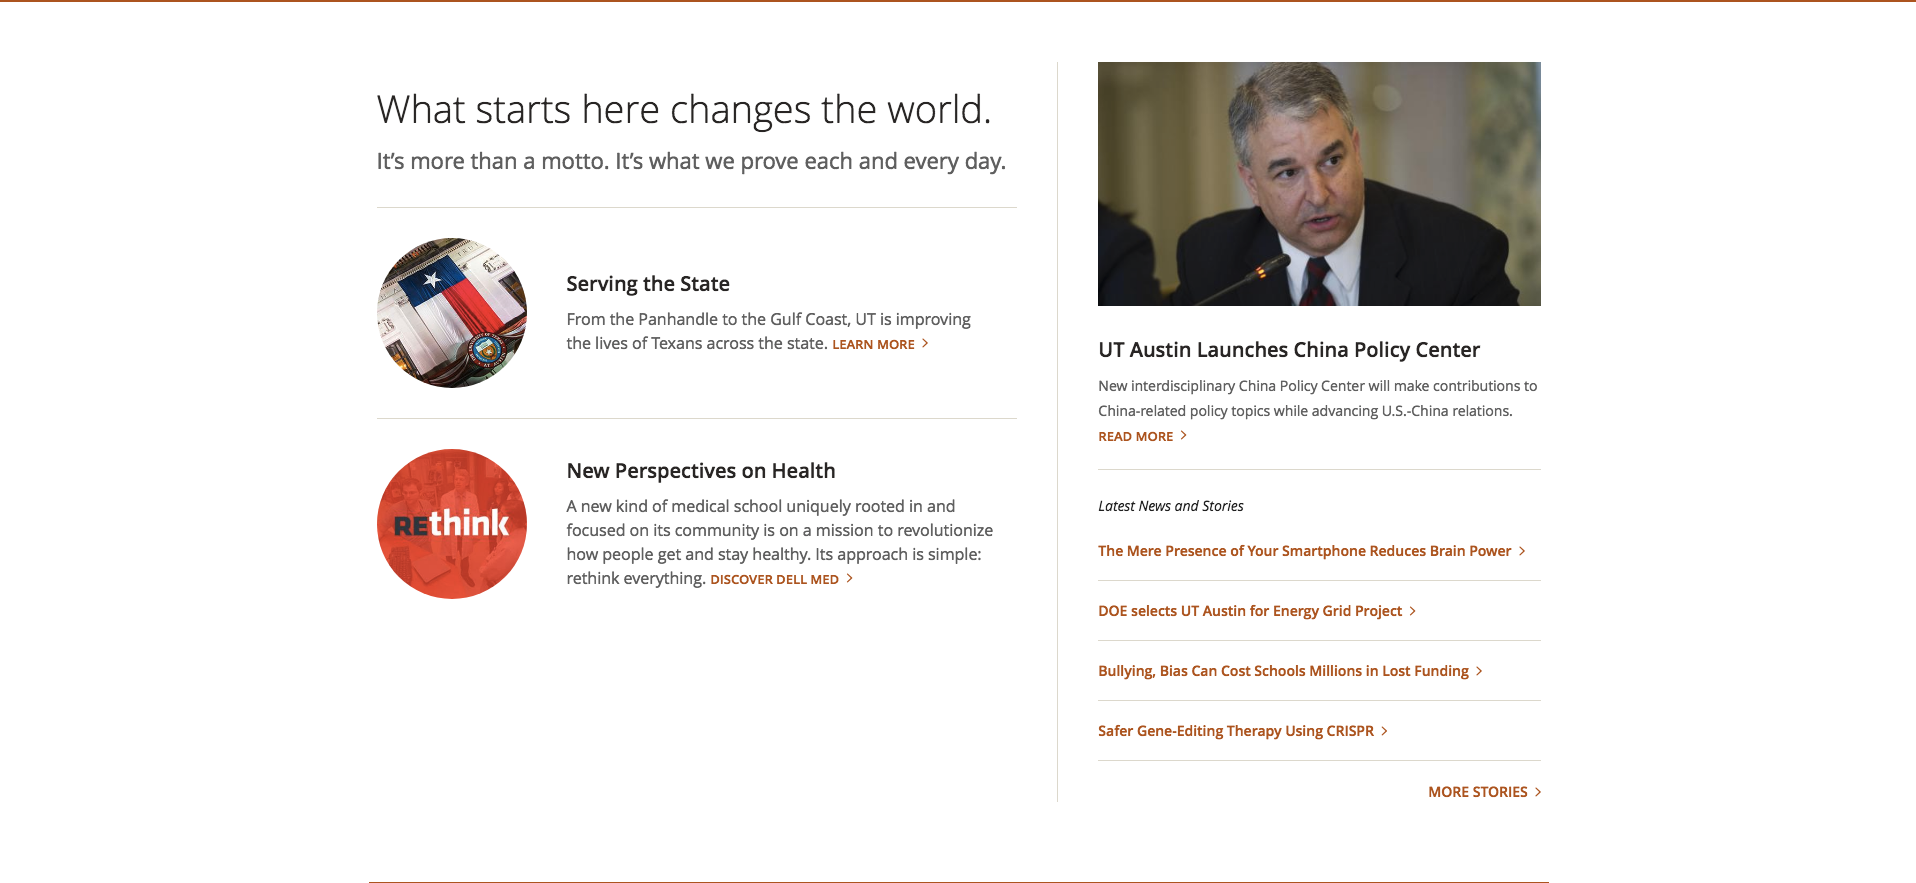 What starts here changes the world.
It’s more than a motto. It’s what we prove each and every day.
Serving the State
From the Panhandle to the Gulf Coast, UT is improving
the lives of Texans across the state. LEARN MORE
REthink
New Perspectives on Health
A new kind of medical school uniquely rooted in and
focused on its community is on a mission to revolutionize
how people get and stay healthy. Its approach is simple:
rethink everything. DISCOVER DELL MED
UT Austin Launches China Policy Center
New interdisciplinary China Policy Center will make contributions to
China-related policy topics while advancing U.S.-China relations.
READ MORE
Latest News and Stories
The Mere Presence of Your Smartphone Reduces Brain Power
DOE selects UT Austin for Energy Grid Project
Bullying, Bias Can Cost Schools Millions in Lost Funding
Safer Gene-Editing Therapy Using CRISPR
MORE STORIES